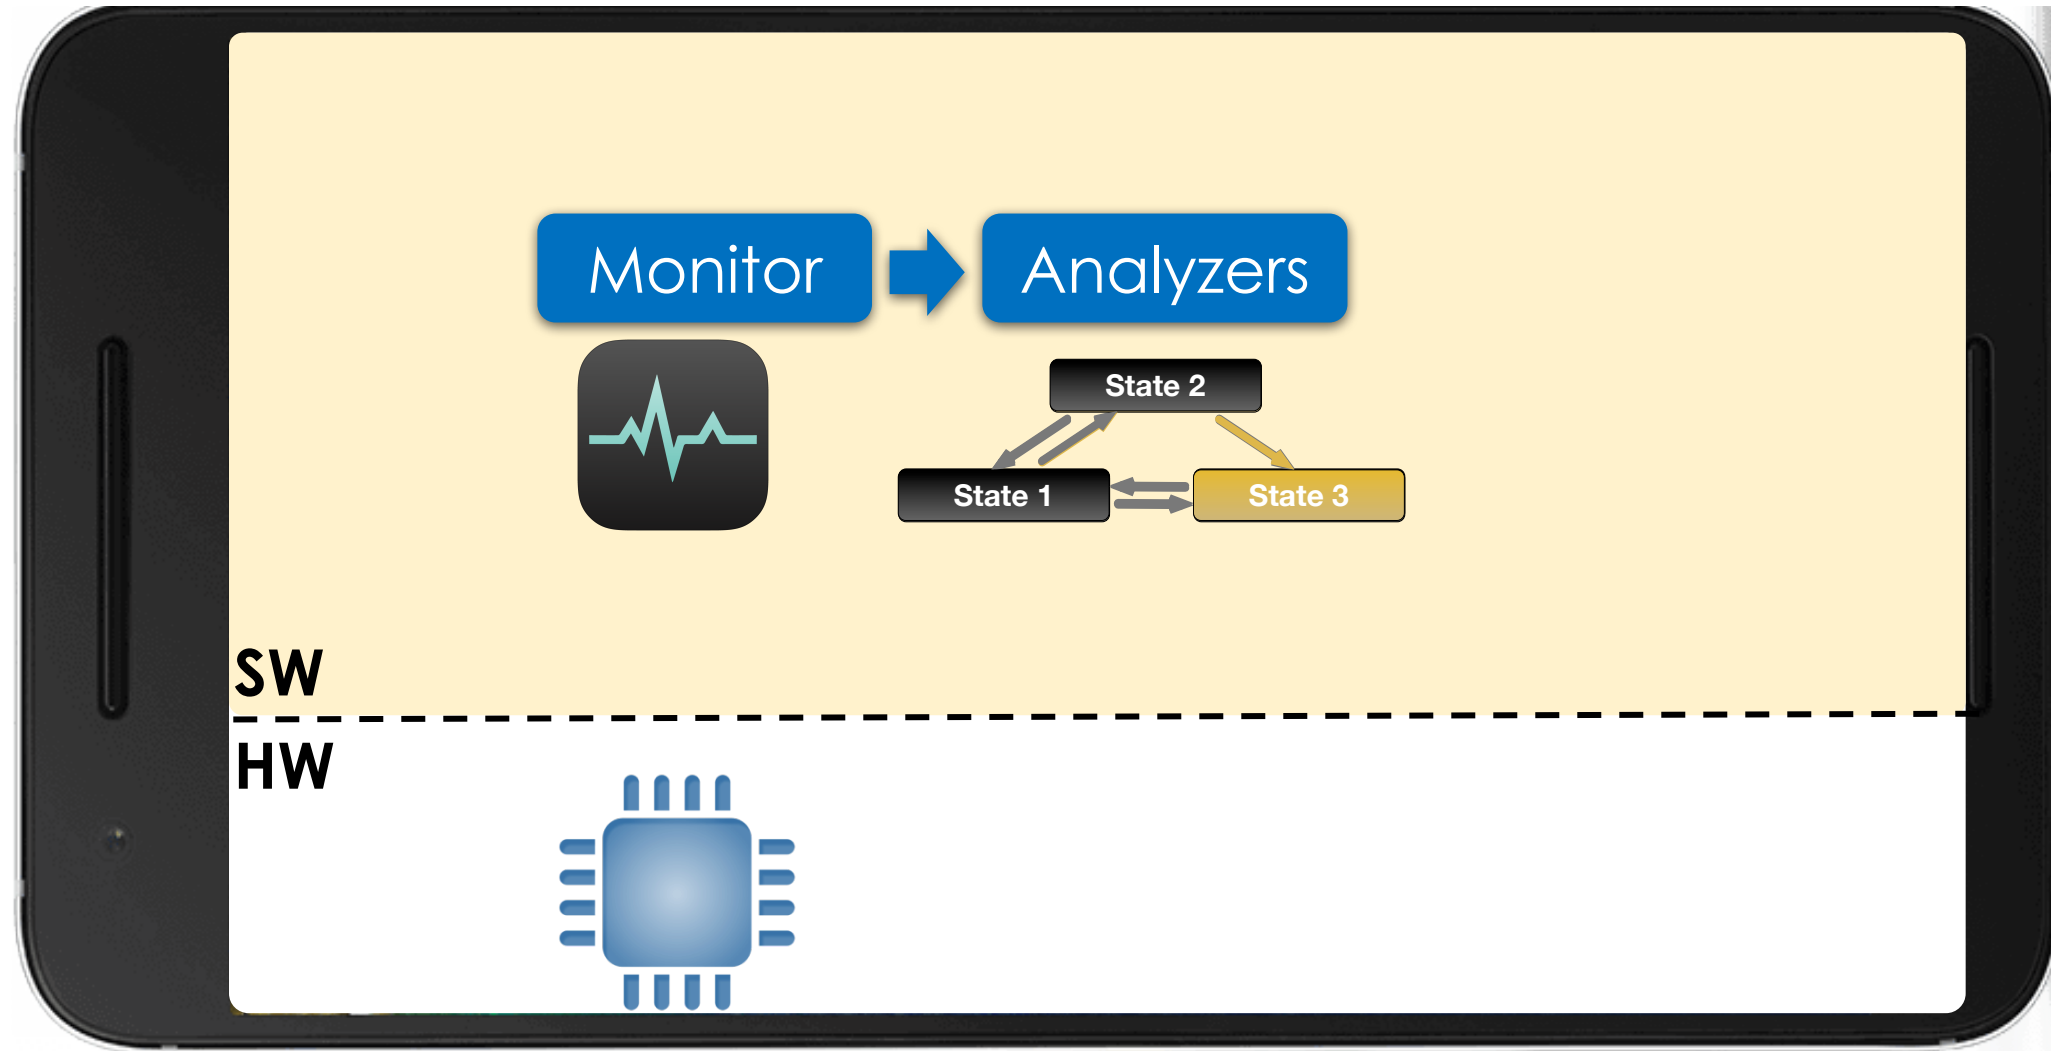 Monitor
Analyzers
State 2
State 1
State 3
SW
HW